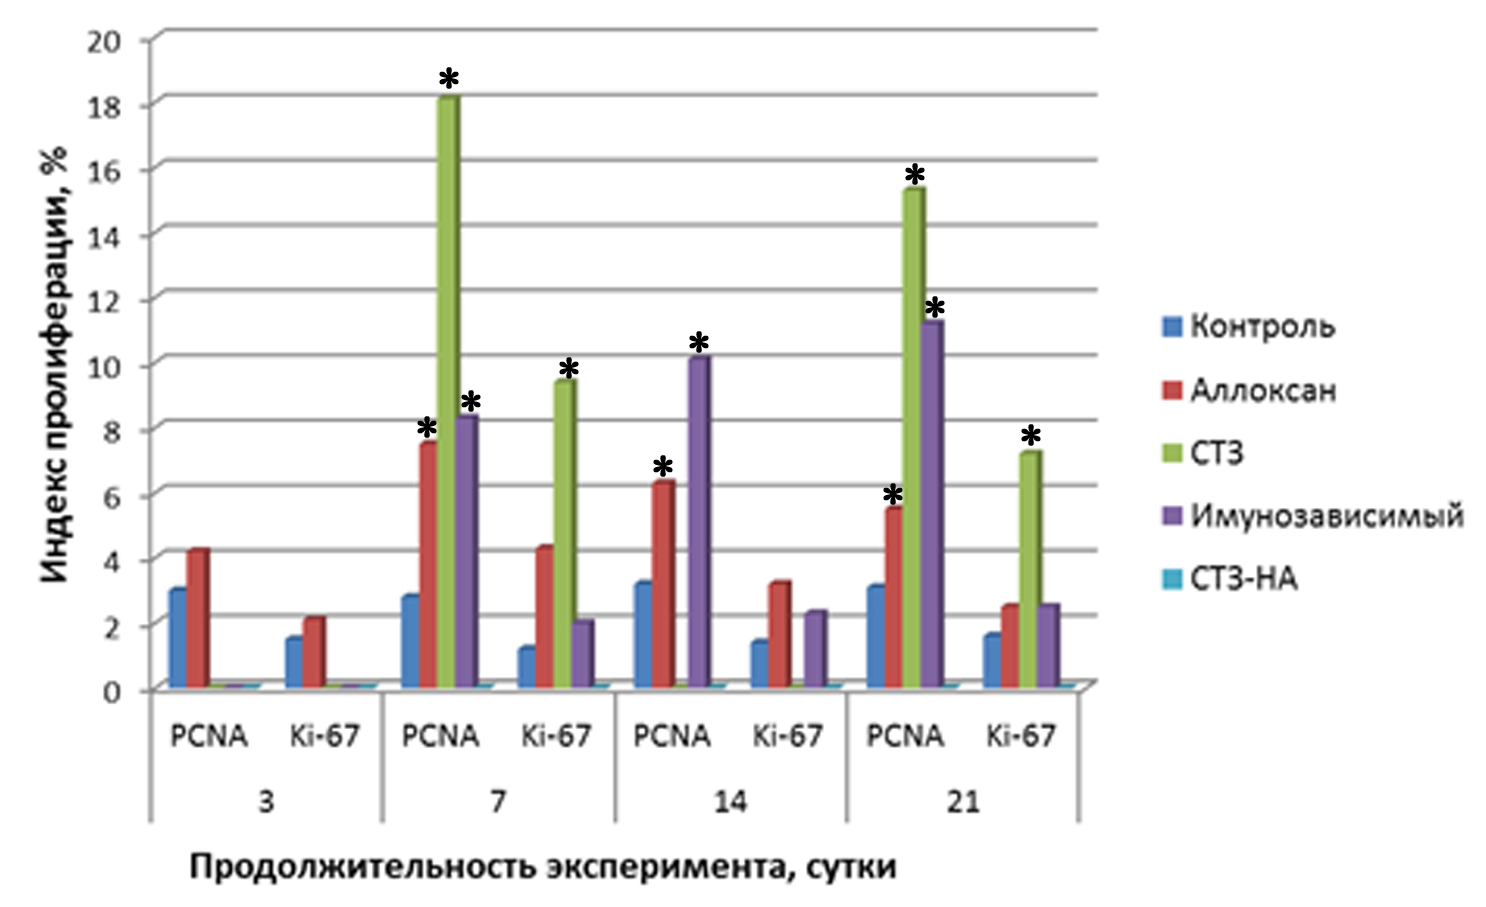 Индекс пролиферации, %
20
18
16
14
12
10
8
6
4
2
0
* * * * * * * * * * *
PCNA Ki-67 PCNA Ki-67 PCNA Ki-67 PCNA Ki-67
3 7 14 21
Продолжительность эксперимента, сутки
Контроль
Аллоксан
СТЗ
Имунозависимый
СТЗ-НА